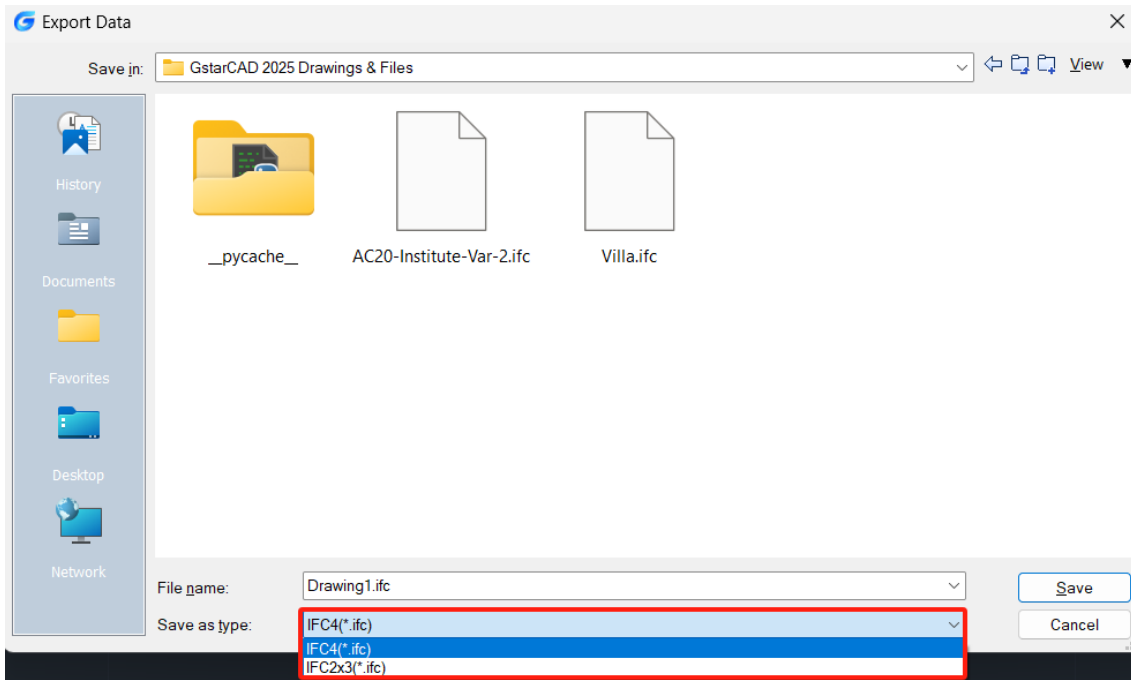 Export Data
Save in:
GstarCAD 2025 Drawings & Files
View
History
Documents
Favorites
Desktop
Network
__pycache__
AC20-Institute-Var-2.ifc
Villa.ifc
File name:
Drawing1.ifc
Save
Save as type:
IFC4(*.ifc)
Cancel
IFC4(*.ifc)
IFC2x3(*.ifc)